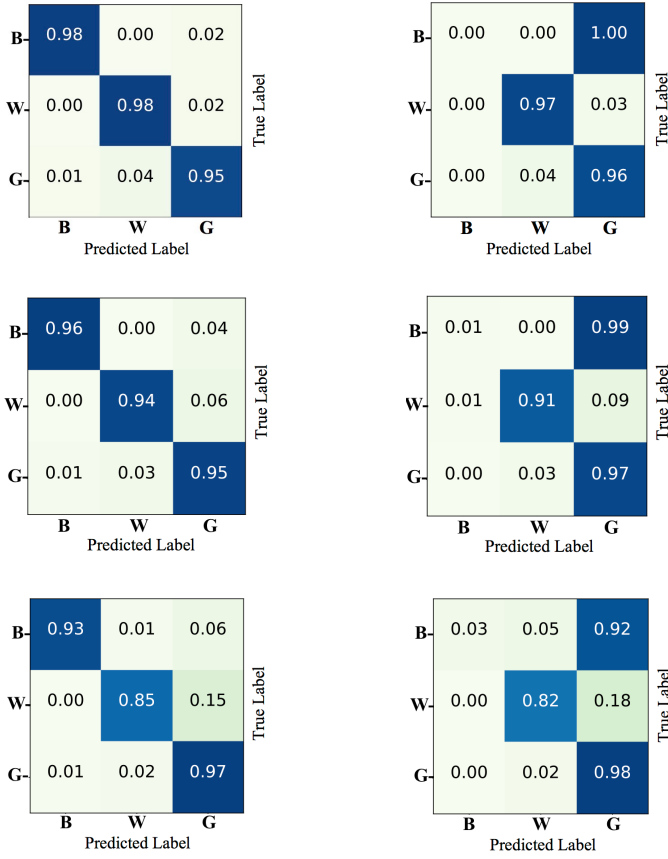 B 0.98 0.00 0.02
W 0.00 0.98 0.02
G 0.01 0.04 0.95
B W G
Predicted Label
True Label
B 0.00 0.00 1.00
W 0.00 0.97 0.03
G 0.00 0.04 0.96
B W G
Predicted Label
True Label
B 0.96 0.00 0.04
W 0.00 0.94 0.06
G 0.01 0.03 0.95
B W G
Predicted Label
True Label
B 0.01 0.00 0.99
W 0.01 0.91 0.09
G 0.00 0.03 0.97
B W G
Predicted Label
True Label
B 0.93 0.01 0.06
W 0.00 0.85 0.15
G 0.01 0.02 0.97
B W G
Predicted Label
True Label
B 0.03 0.05 0.92
W 0.00 0.82 0.18
G 0.00 0.02 0.98
B W G
Predicted Label
True Label